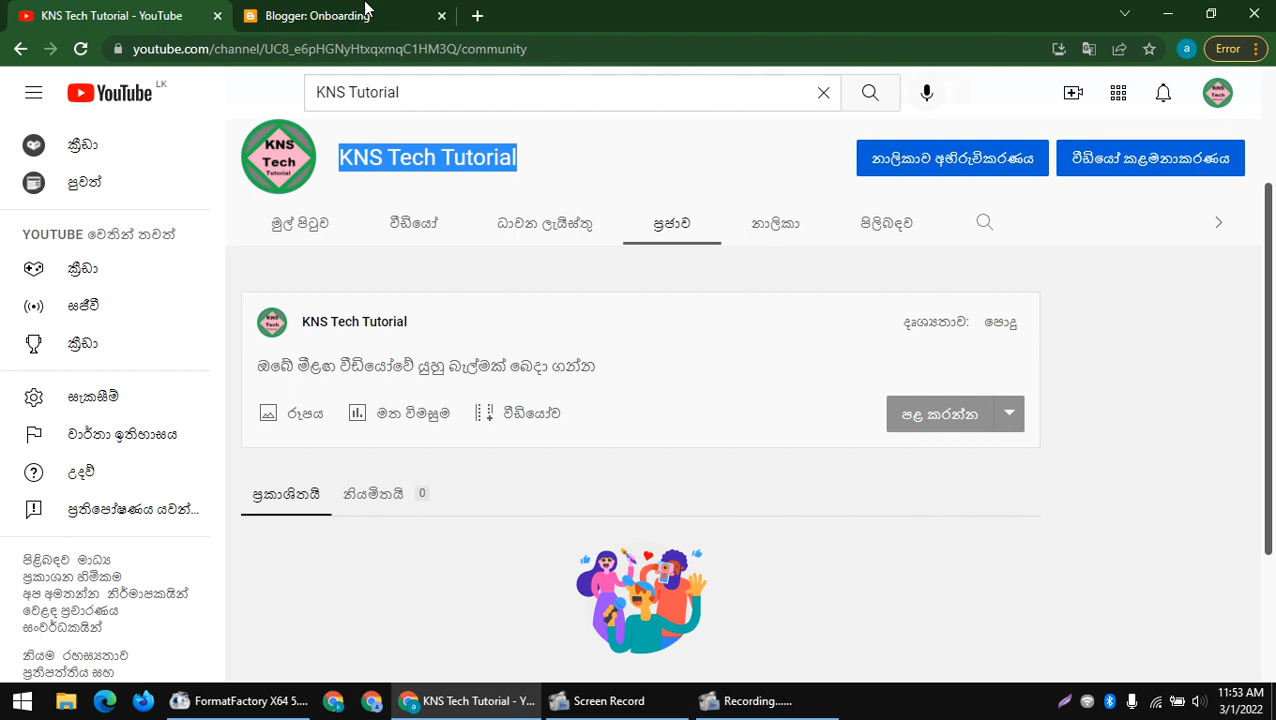 KNS Tech Tutorial - YouTube
Blogger: Onboarding
youtube.com/channel/UC8_e6pHGNyHtxqxmqC1HM3Q/community
a
Error
YouTube LK
KNS Tutorial
ක්‍රීඩා
පුවත්
YOUTUBE වෙතින් තවත්
ක්‍රීඩා
සජීවී
ක්‍රීඩා
සැකසීම්
වාර්තා ඉතිහාසය
උදව්
ප්‍රතිපෝෂණය යවන්...
පිළිබඳව මාධ්‍ය
ප්‍රකාශන හිමිකම
අප අමතන්න නිර්මාපකයින්
වෙළඳ ප්‍රචාරණය
සංවර්ධකයින්
නියම රහස්‍යතාව
ප්‍රතිපත්තිය සහ
KNS Tech Tutorial
KNS Tech Tutorial
නාලිකාව අභිරුචිකරණය
වීඩියෝ කළමනාකරණය
මුල් පිටුව
වීඩියෝ
ධාවන ලැයිස්තු
ප්‍රජාව
නාලිකා
පිලිබඳව
KNS Tech Tutorial
දෘශ්‍යතාව: පොදු
ඔබේ මීළඟ වීඩියෝවේ යුහු බැල්මක් බෙදා ගන්න
රූපය
මත විමසුම
වීඩියෝව
පළ කරන්න
ප්‍රකාශිතයි
නියමිතයි 0
FormatFactory X64 5....
KNS Tech Tutorial - Y...
Screen Record
Recording......
11:53 AM
3/1/2022